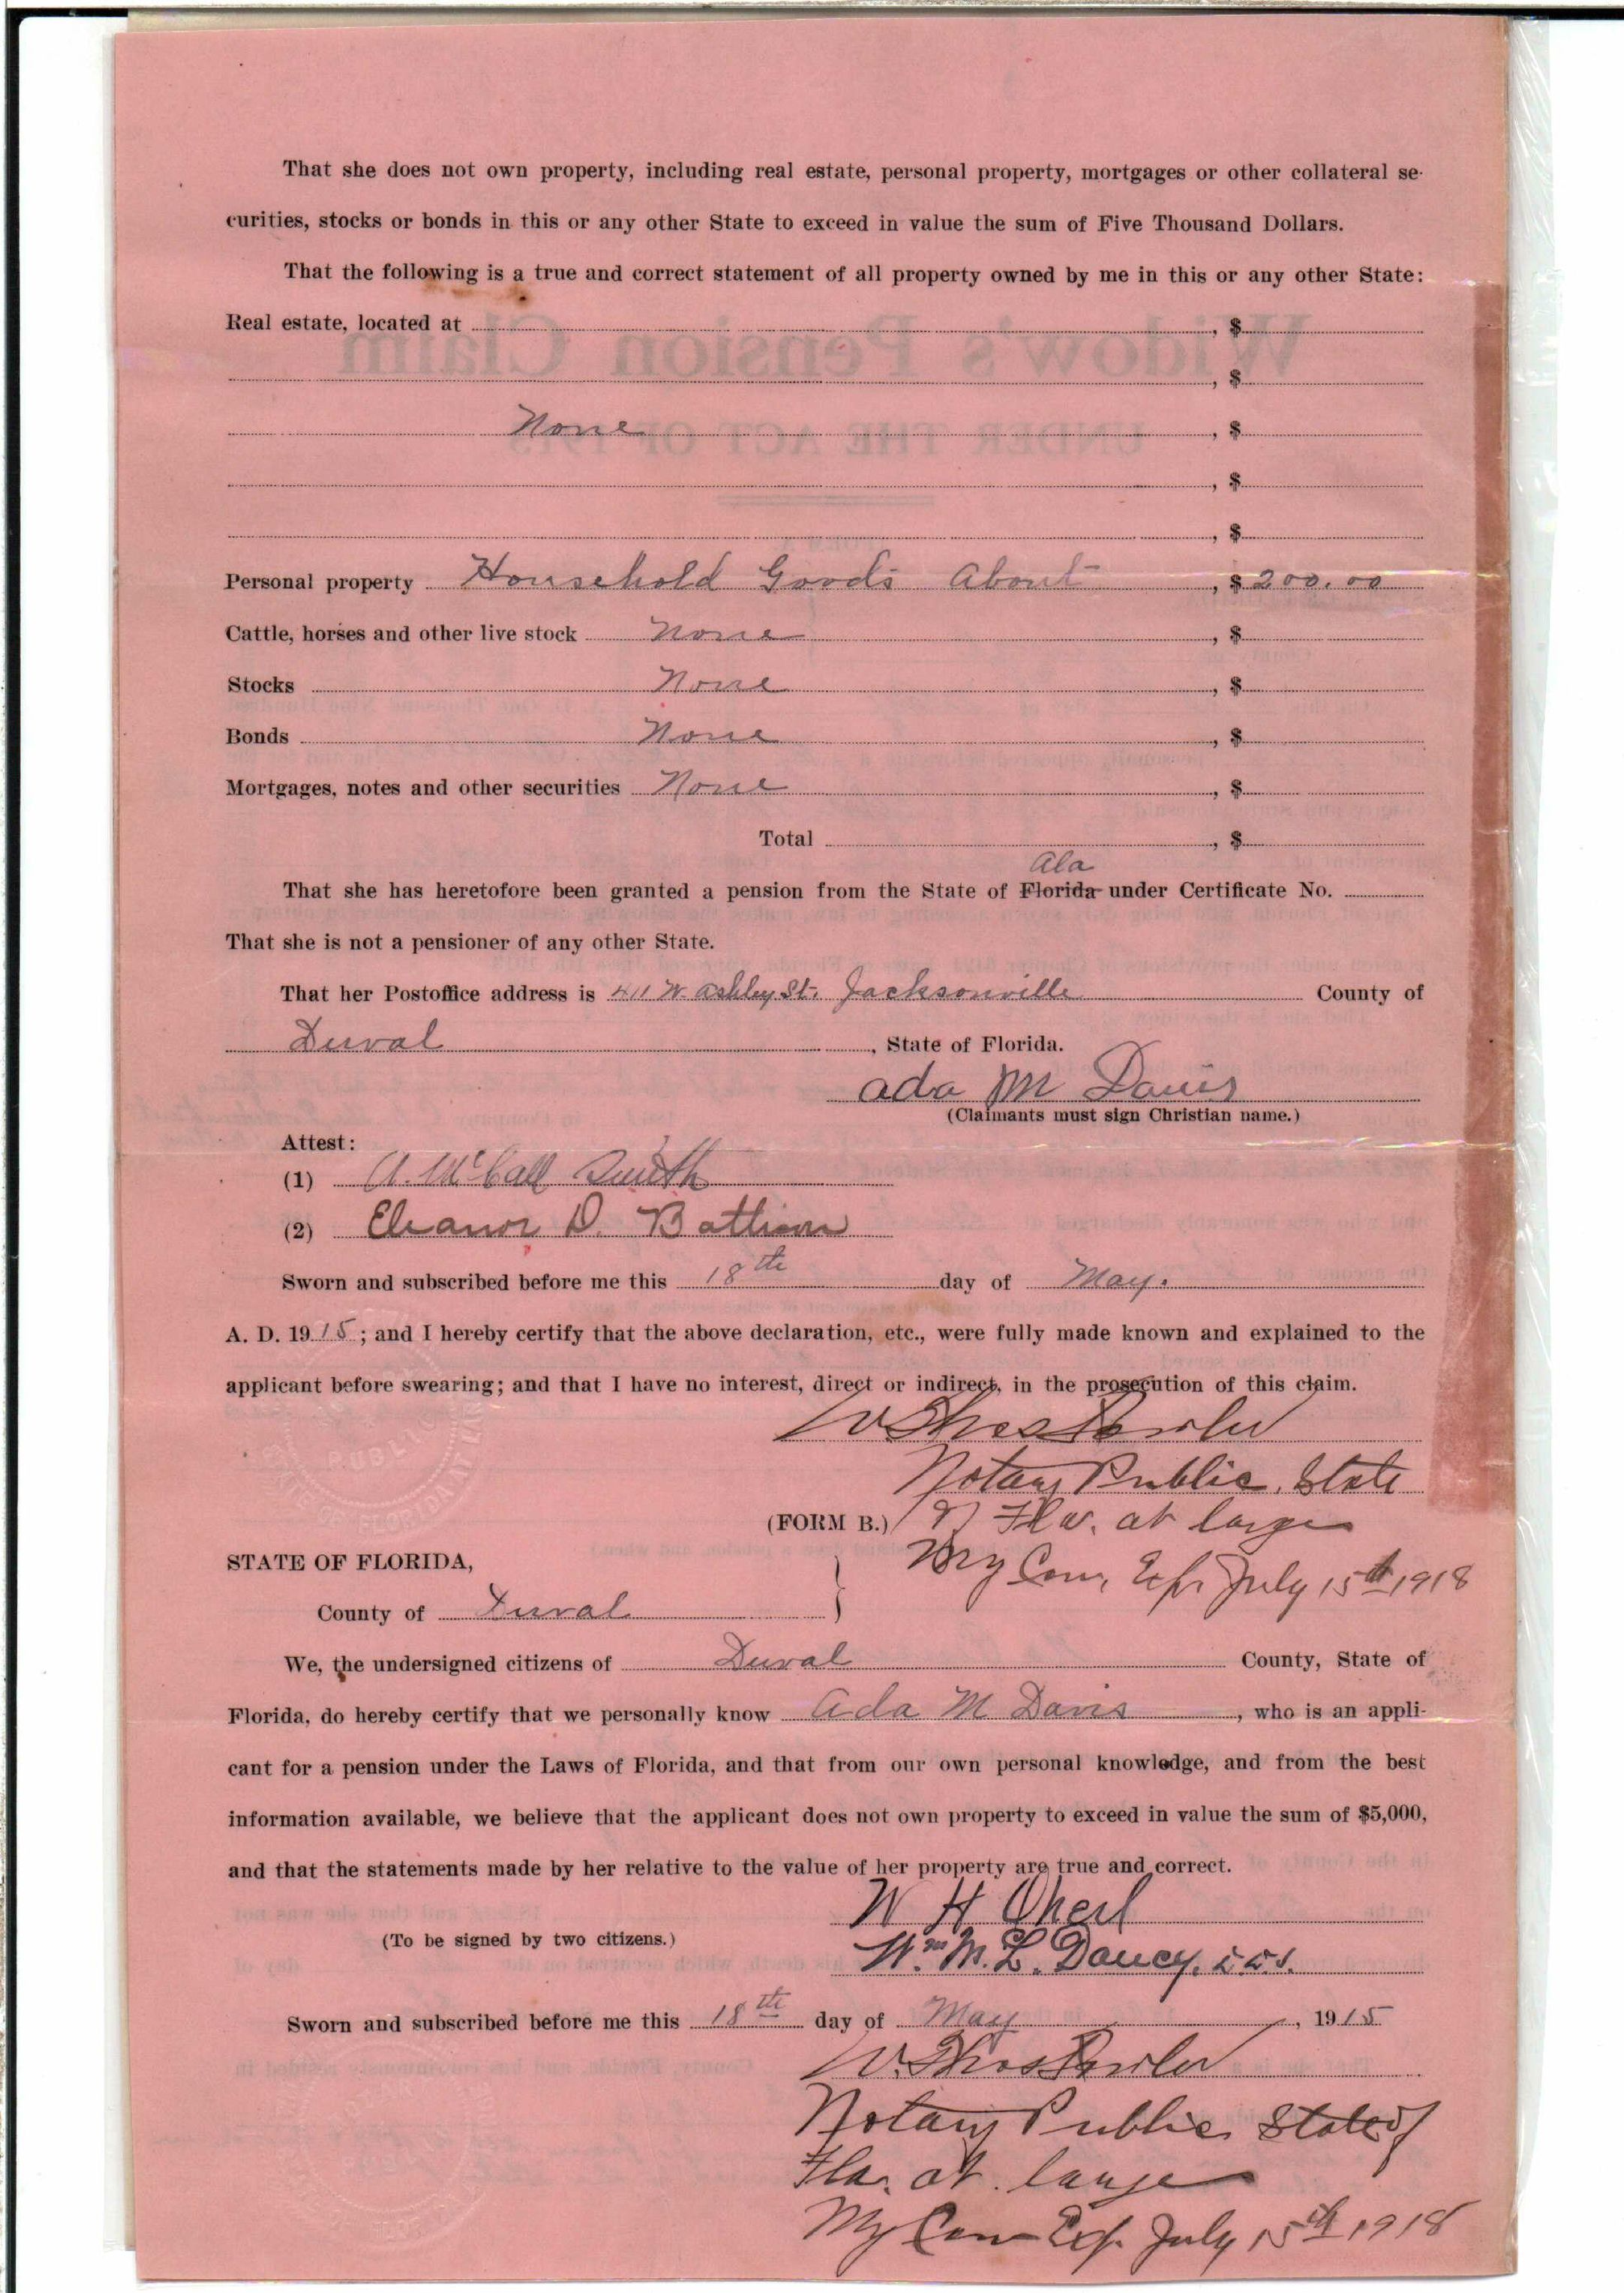 That she does not own property, including real estate, personal property, mortgages or other collateral se-
curities, stocks or bonds in this or any other State to exceed in value the sum of Five Thousand Dollars.
That the following is a true and correct statement of all property owned by me in this or any other State:
Real estate, located at , $
, $
None , $
, $
, $
Personal property Household Goods About , $ 200.00
Cattle, horses and other live stock None , $
Stocks None , $
Bonds None , $
Mortgages, notes and other securities None , $
Total , $
Ala
That she has heretofore been granted a pension from the State of Florida under Certificate No.
That she is not a pensioner of any other State.
That her Postoffice address is 411 W. Ashley St. Jacksonville County of
Duval , State of Florida.
Ada M Davis
(Claimants must sign Christian name.)
Attest:
(1) A. McCall Smith
(2) Eleanor D.
Sworn and subscribed before me this 18th day of May.
A. D. 1915; and I hereby certify that the above declaration, etc., were fully made known and explained to the
applicant before swearing; and that I have no interest, direct or indirect, in the prosecution of this claim.
Notary Public, State
(FORM B.) of Fla. at large
My Com. Exp. July 15th 1918
STATE OF FLORIDA,
County of Duval
We, the undersigned citizens of Duval County, State of
Florida, do hereby certify that we personally know Ada M Davis , who is an appli-
cant for a pension under the Laws of Florida, and that from our own personal knowledge, and from the best
information available, we believe that the applicant does not own property to exceed in value the sum of $5,000,
and that the statements made by her relative to the value of her property are true and correct.
W H
(To be signed by two citizens.)
Wm. M. L.
Sworn and subscribed before me this 18th day of May , 1915
Notary Public State of
Fla. at large
My Com Exp. July 15th 1918